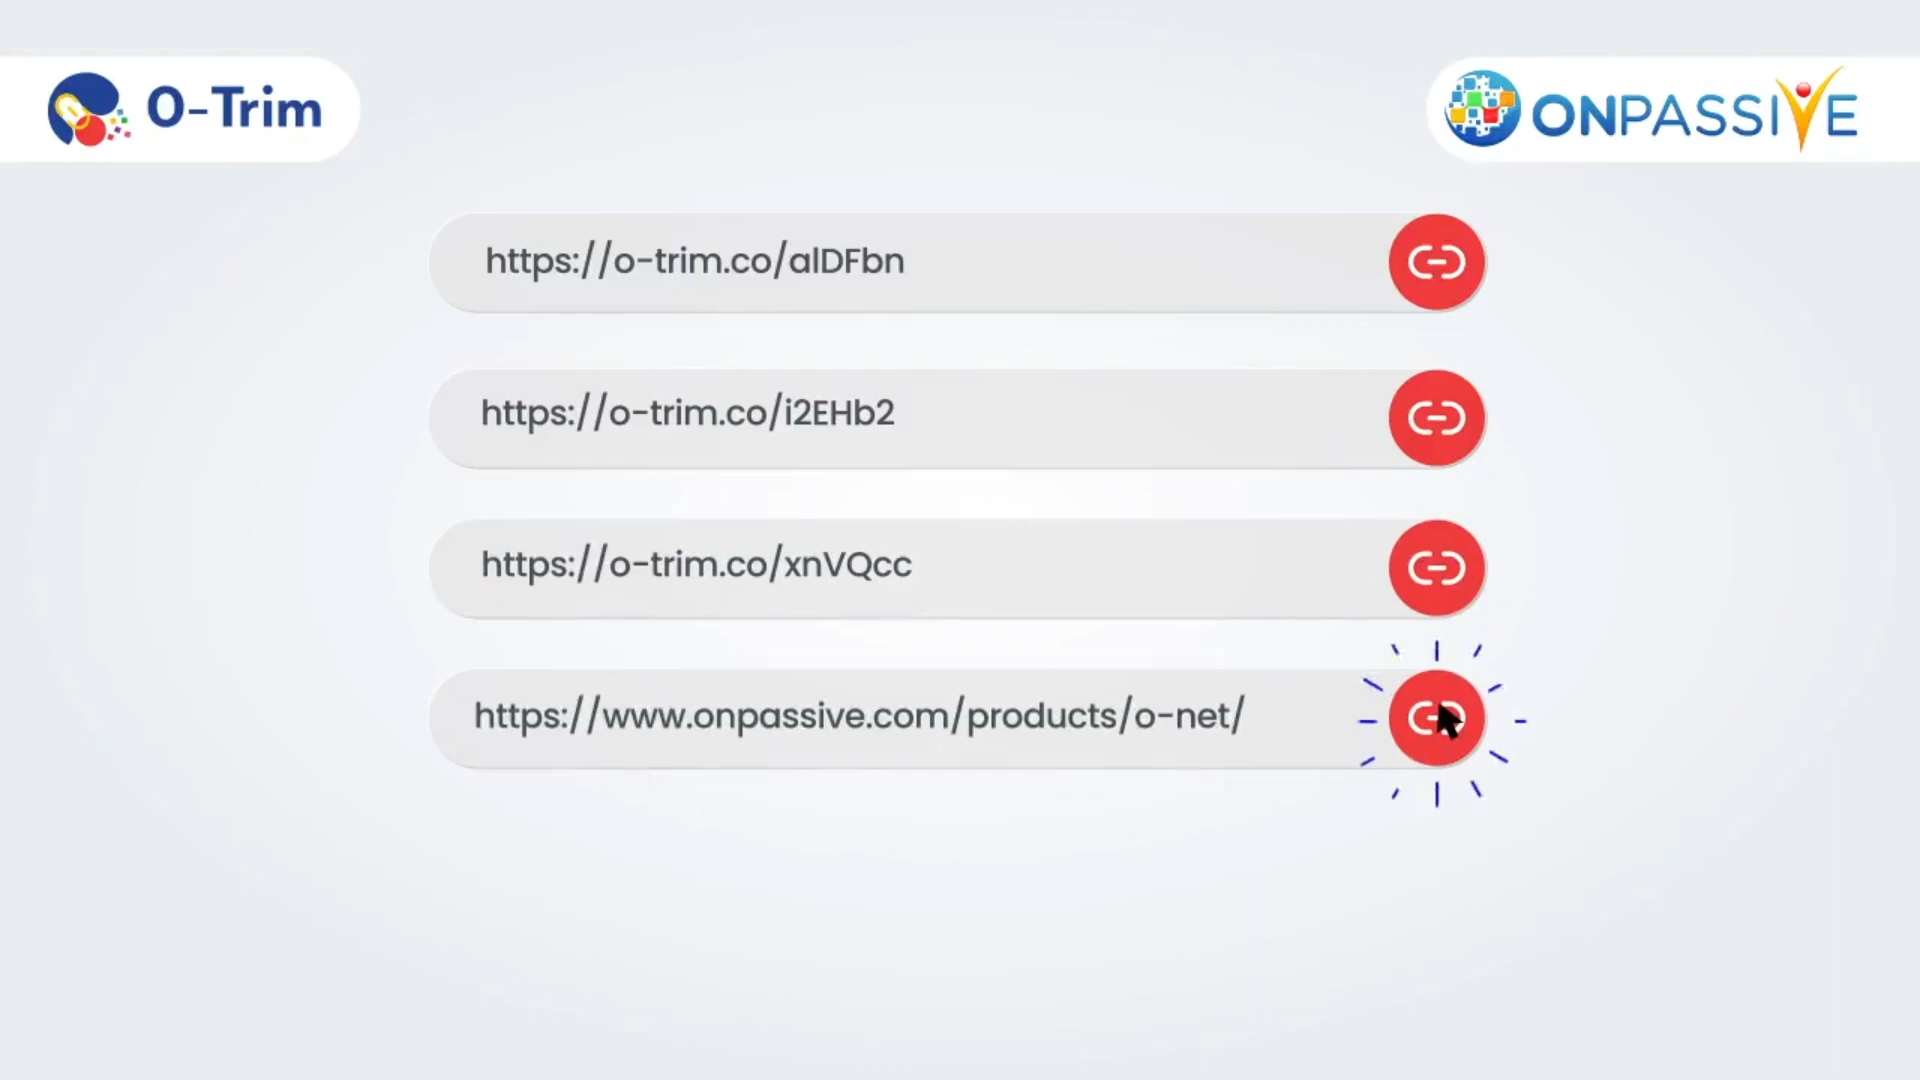 O-Trim
ONPASSIVE
https://o-trim.co/alDFbn
https://o-trim.co/i2EHb2
https://o-trim.co/xnVQcc
https://www.onpassive.com/products/o-net/